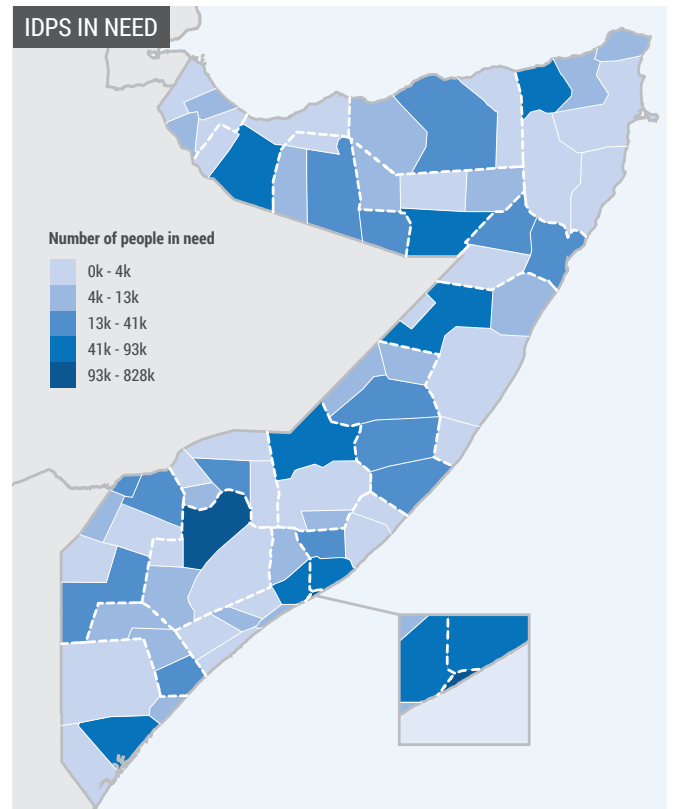 IDPS IN NEED
Number of people in need
0k - 4k
4k - 13k
13k - 41k
41k - 93k
93k - 828k